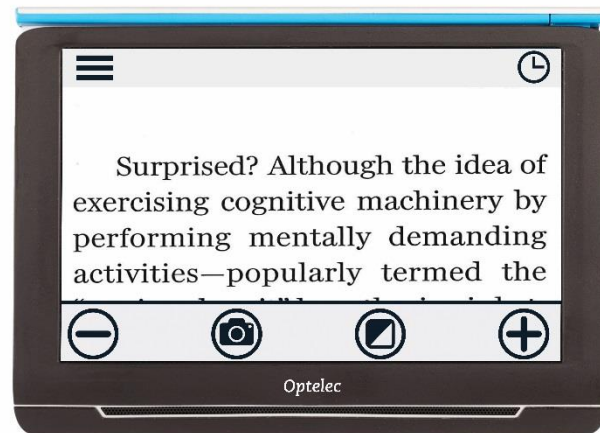 Surprised? Although the idea of
exercising cognitive machinery by
performing mentally demanding
activities—popularly termed the
Optelec